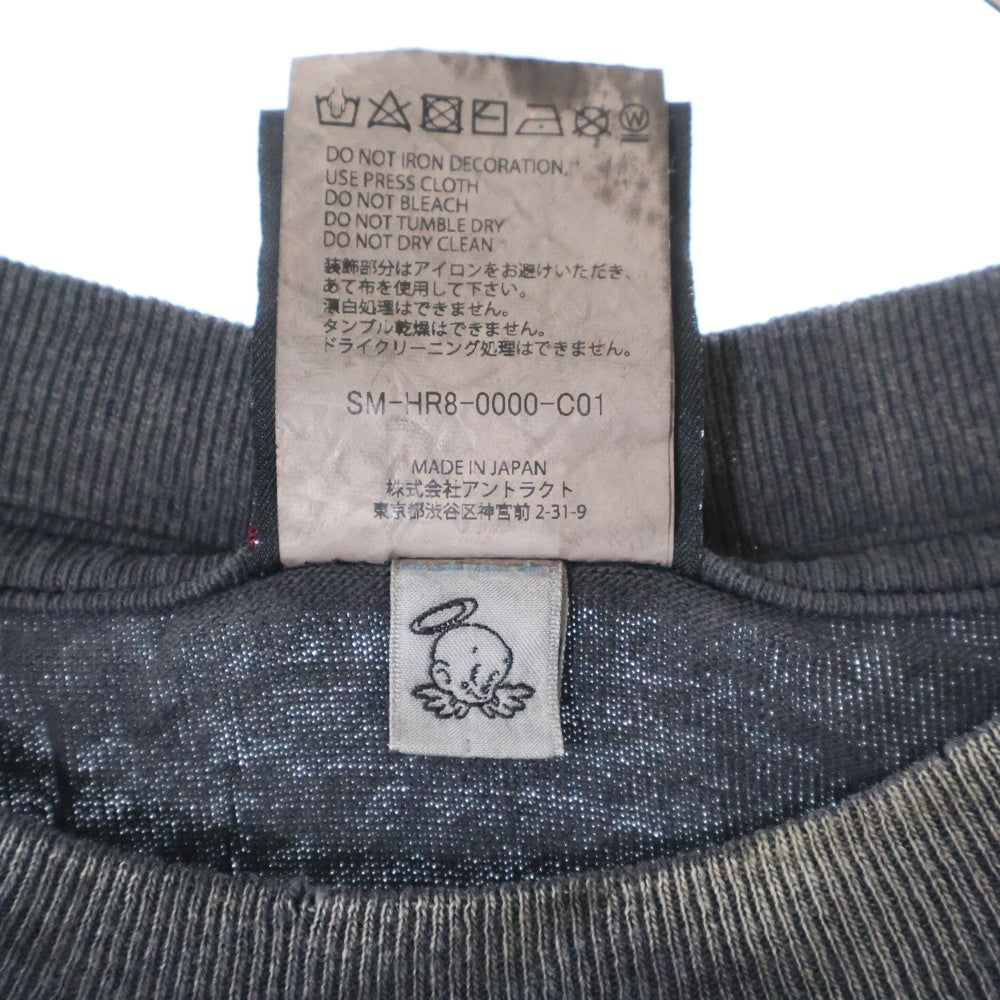 W
DO NOT IRON DECORATION,
USE PRESS CLOTH
DO NOT BLEACH
DO NOT TUMBLE DRY
DO NOT DRY CLEAN
装飾部分はアイロンをお避けいただき、
あて布を使用して下さい。
漂白処理はできません。
タンブル乾燥はできません。
ドライクリーニング処理はできません。
SM-HR8-0000-C01
MADE IN JAPAN
株式会社アントラクト
東京都渋谷区神宮前 2-31-9